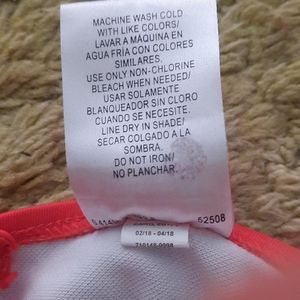 MACHINE WASH COLD
WITH LIKE COLORS/
LAVAR A MAQUINA EN
AGUA FRÍA CON COLORES
SIMILARES.
USE ONLY NON-CHLORINE
BLEACH WHEN NEEDED/
USAR SOLAMENTE
BLANQUEADOR SIN CLORO
CUANDO SE NECESITE.
LINE DRY IN SHADE/
SECAR COLGADO A LA
SOMBRA.
DO NOT IRON/
NO PLANCHAR.
52508
02/18 - 04/18